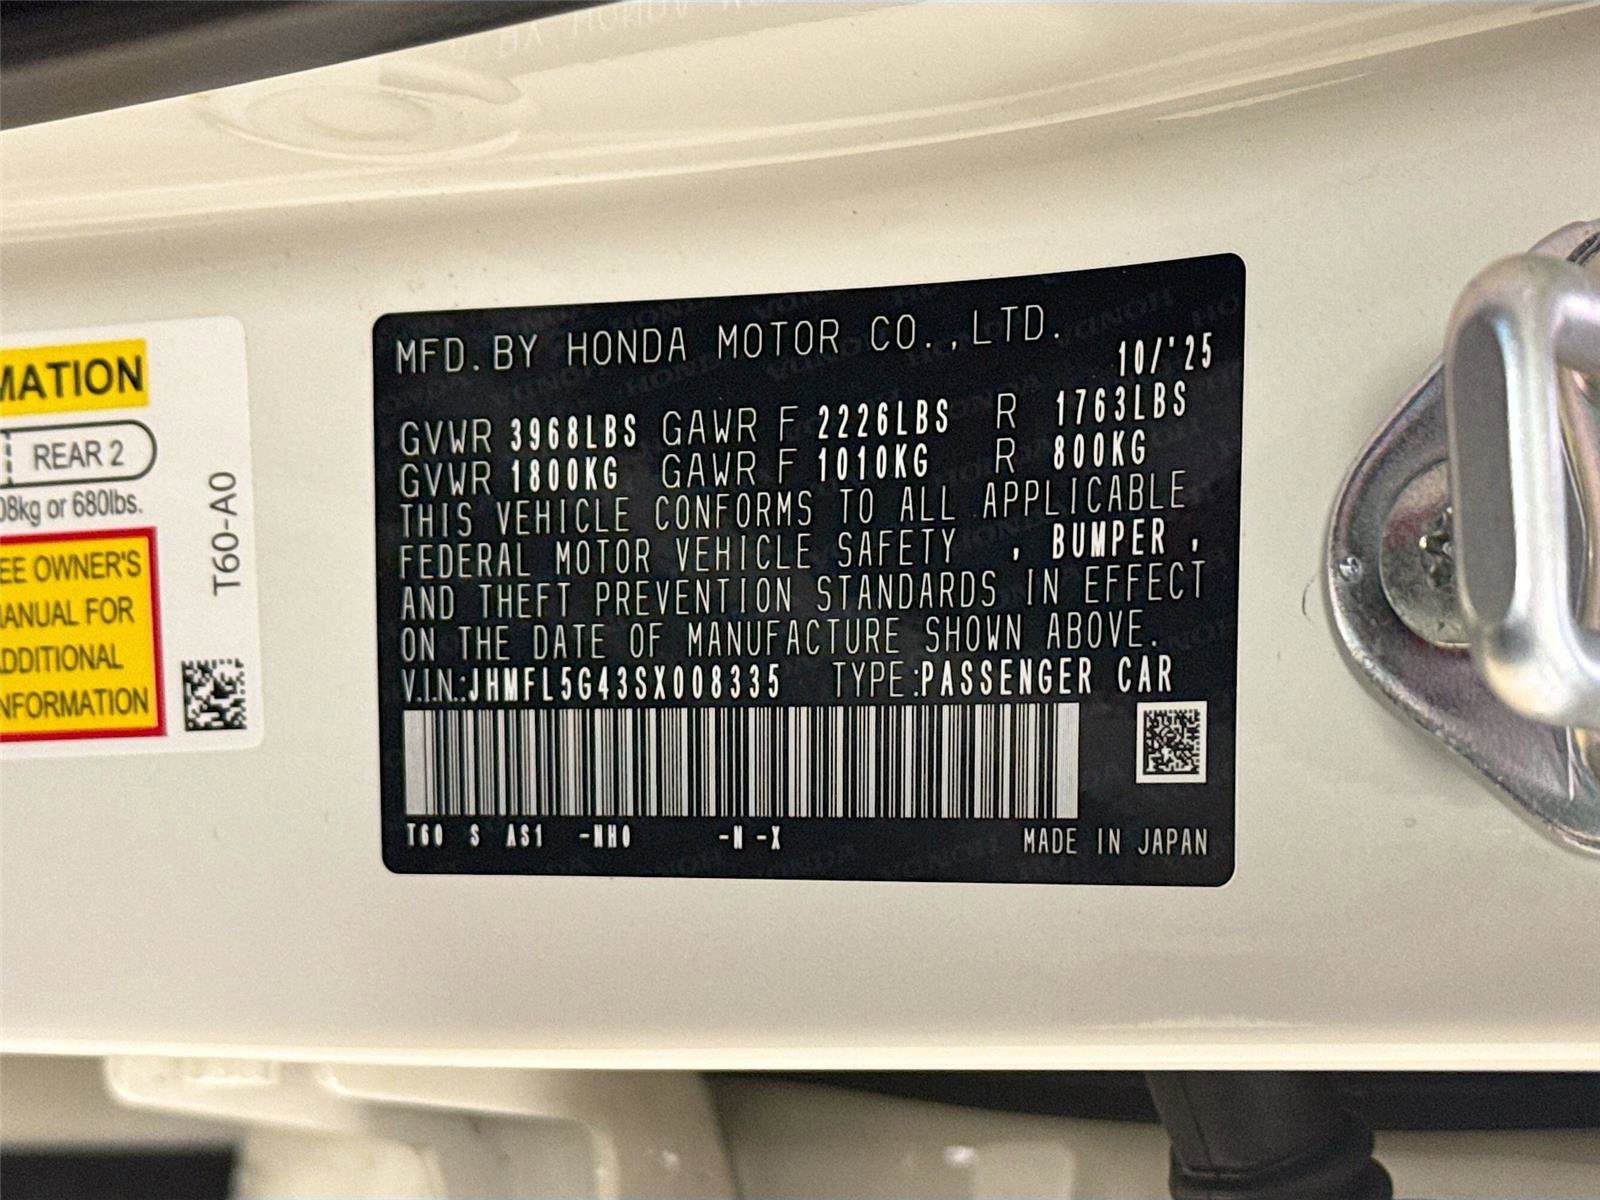 MATION
REAR 2
08kg or 680lbs.
EE OWNER'S
MANUAL FOR
ADDITIONAL
NFORMATION
T60-A0
MFD. BY HONDA MOTOR CO., LTD.
10/'25
GVWR 3968LBS GAWR F 2226LBS R 1763LBS
GVWR 1800KG GAWR F 1010KG R 800KG
THIS VEHICLE CONFORMS TO ALL APPLICABLE
FEDERAL MOTOR VEHICLE SAFETY , BUMPER ,
AND THEFT PREVENTION STANDARDS IN EFFECT
ON THE DATE OF MANUFACTURE SHOWN ABOVE.
V.I.N.:JHMFL5G43SX008335 TYPE:PASSENGER CAR
T60 S AS1 -NH0 -N -X
MADE IN JAPAN